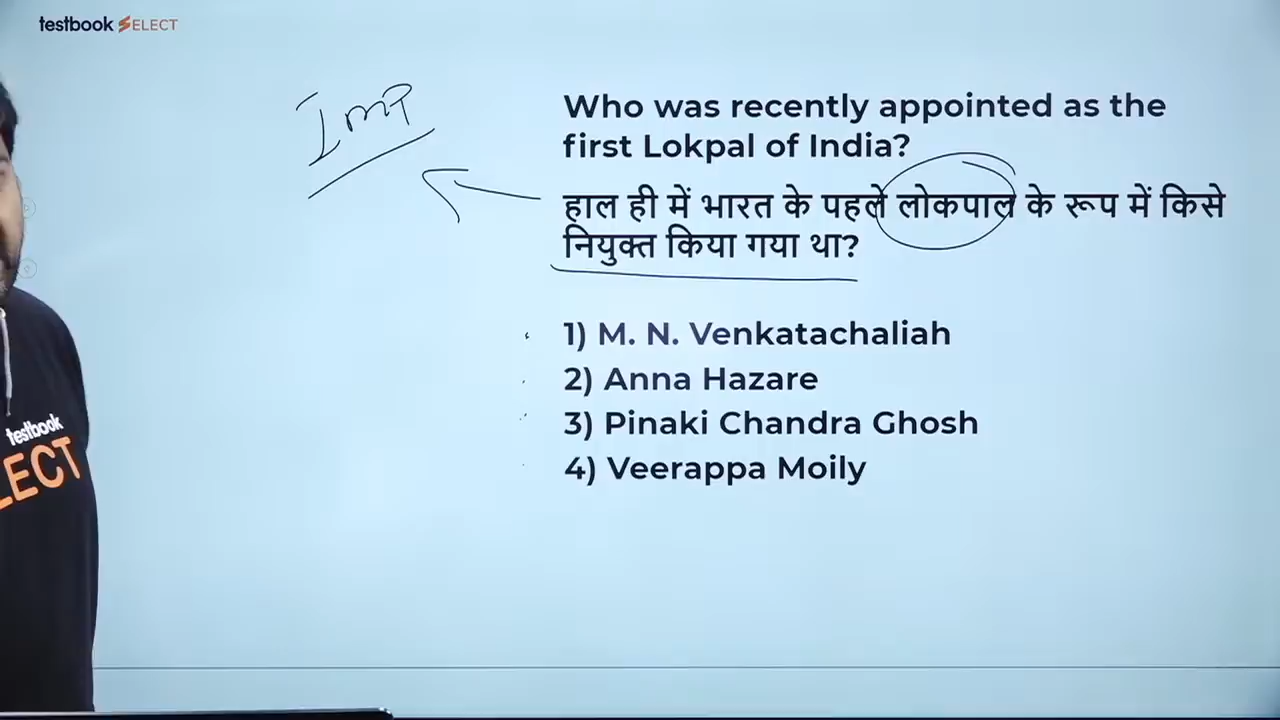 testbook SELECT
Imp
Who was recently appointed as the
first Lokpal of India?
हाल ही में भारत के पहले लोकपाल के रूप में किसे
नियुक्त किया गया था?
1) M. N. Venkatachaliah
2) Anna Hazare
3) Pinaki Chandra Ghosh
4) Veerappa Moily
testbook
LECT